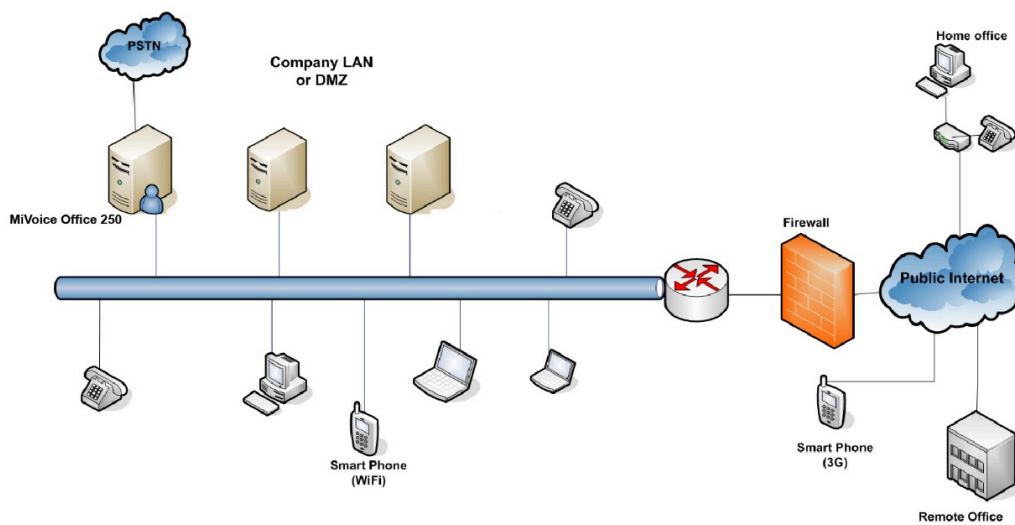 PSTN
Company LAN
or DMZ
Home office
MiVoice Office 250
Firewall
Public Internet
Smart Phone
(WiFi)
Smart Phone
(3G)
Remote Office